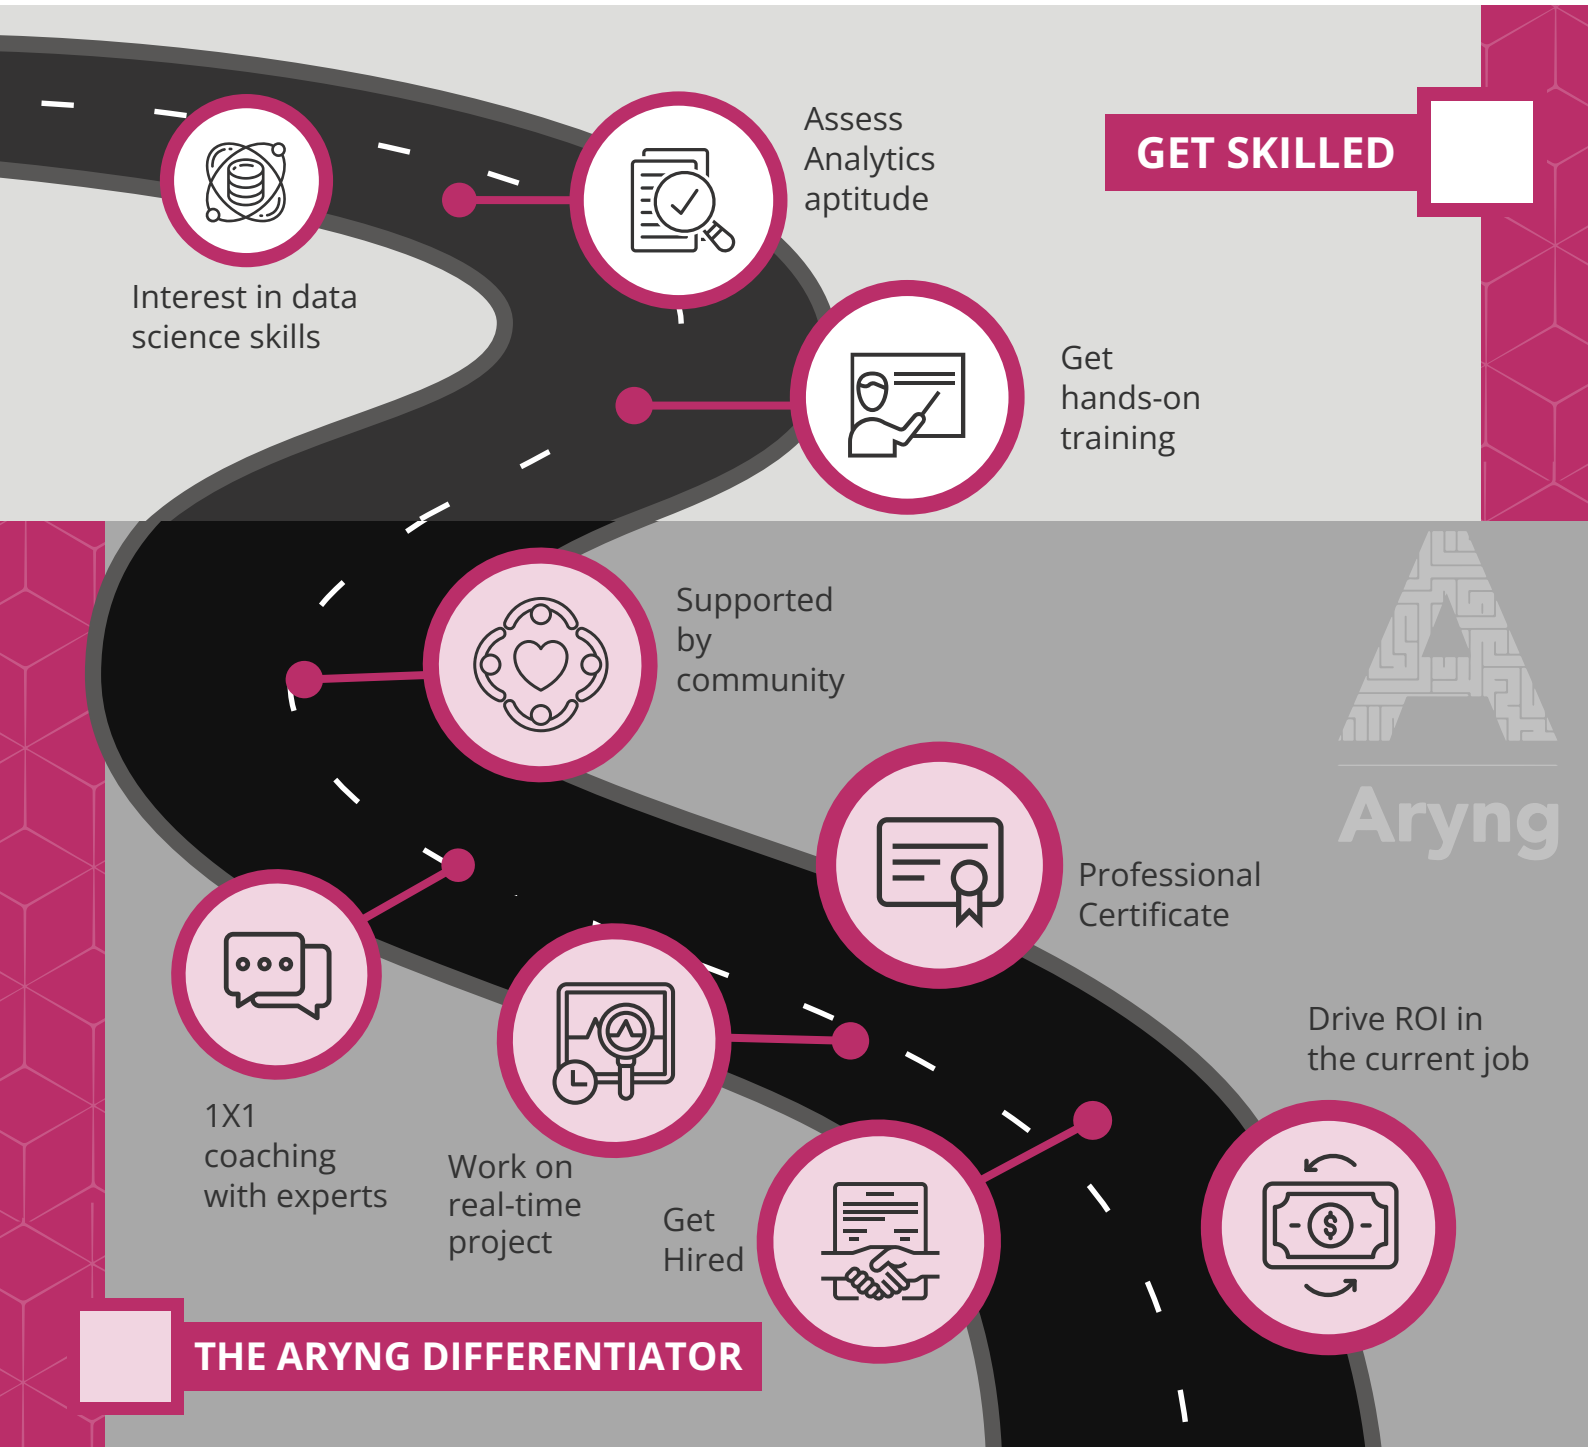 GET SKILLED
Interest in data
science skills
Assess
Analytics
aptitude
Get
hands-on
training
Supported
by
community
Aryng
1X1
coaching
with experts
Work on
real-time
project
Professional
Certificate
Get
Hired
Drive ROI in
the current job
THE ARYNG DIFFERENTIATOR